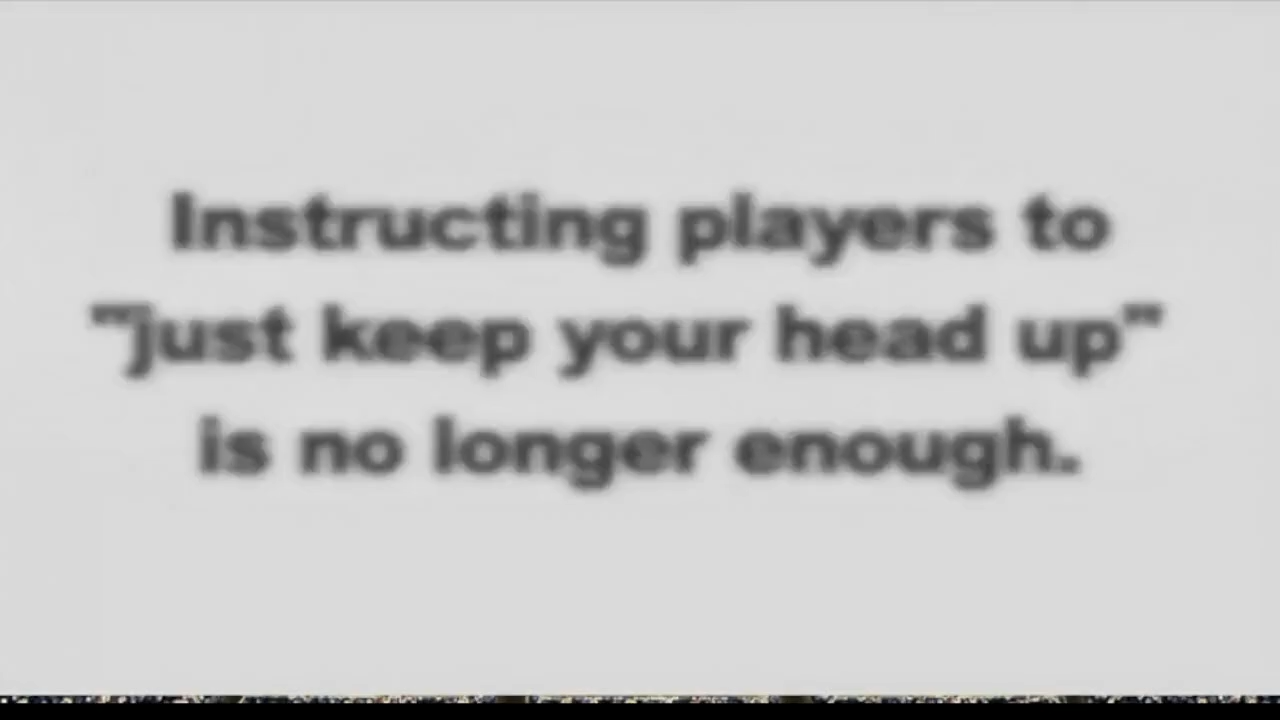 Instructing players to
"just keep your head up"
is no longer enough.